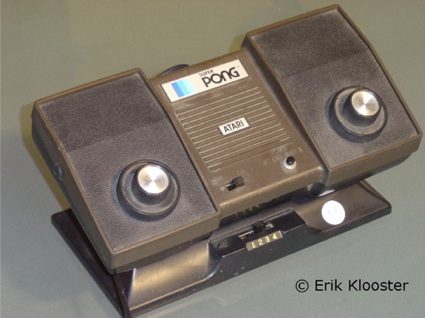 SUPER
PONG
ATARI
1 2 3 4
© Erik Klooster